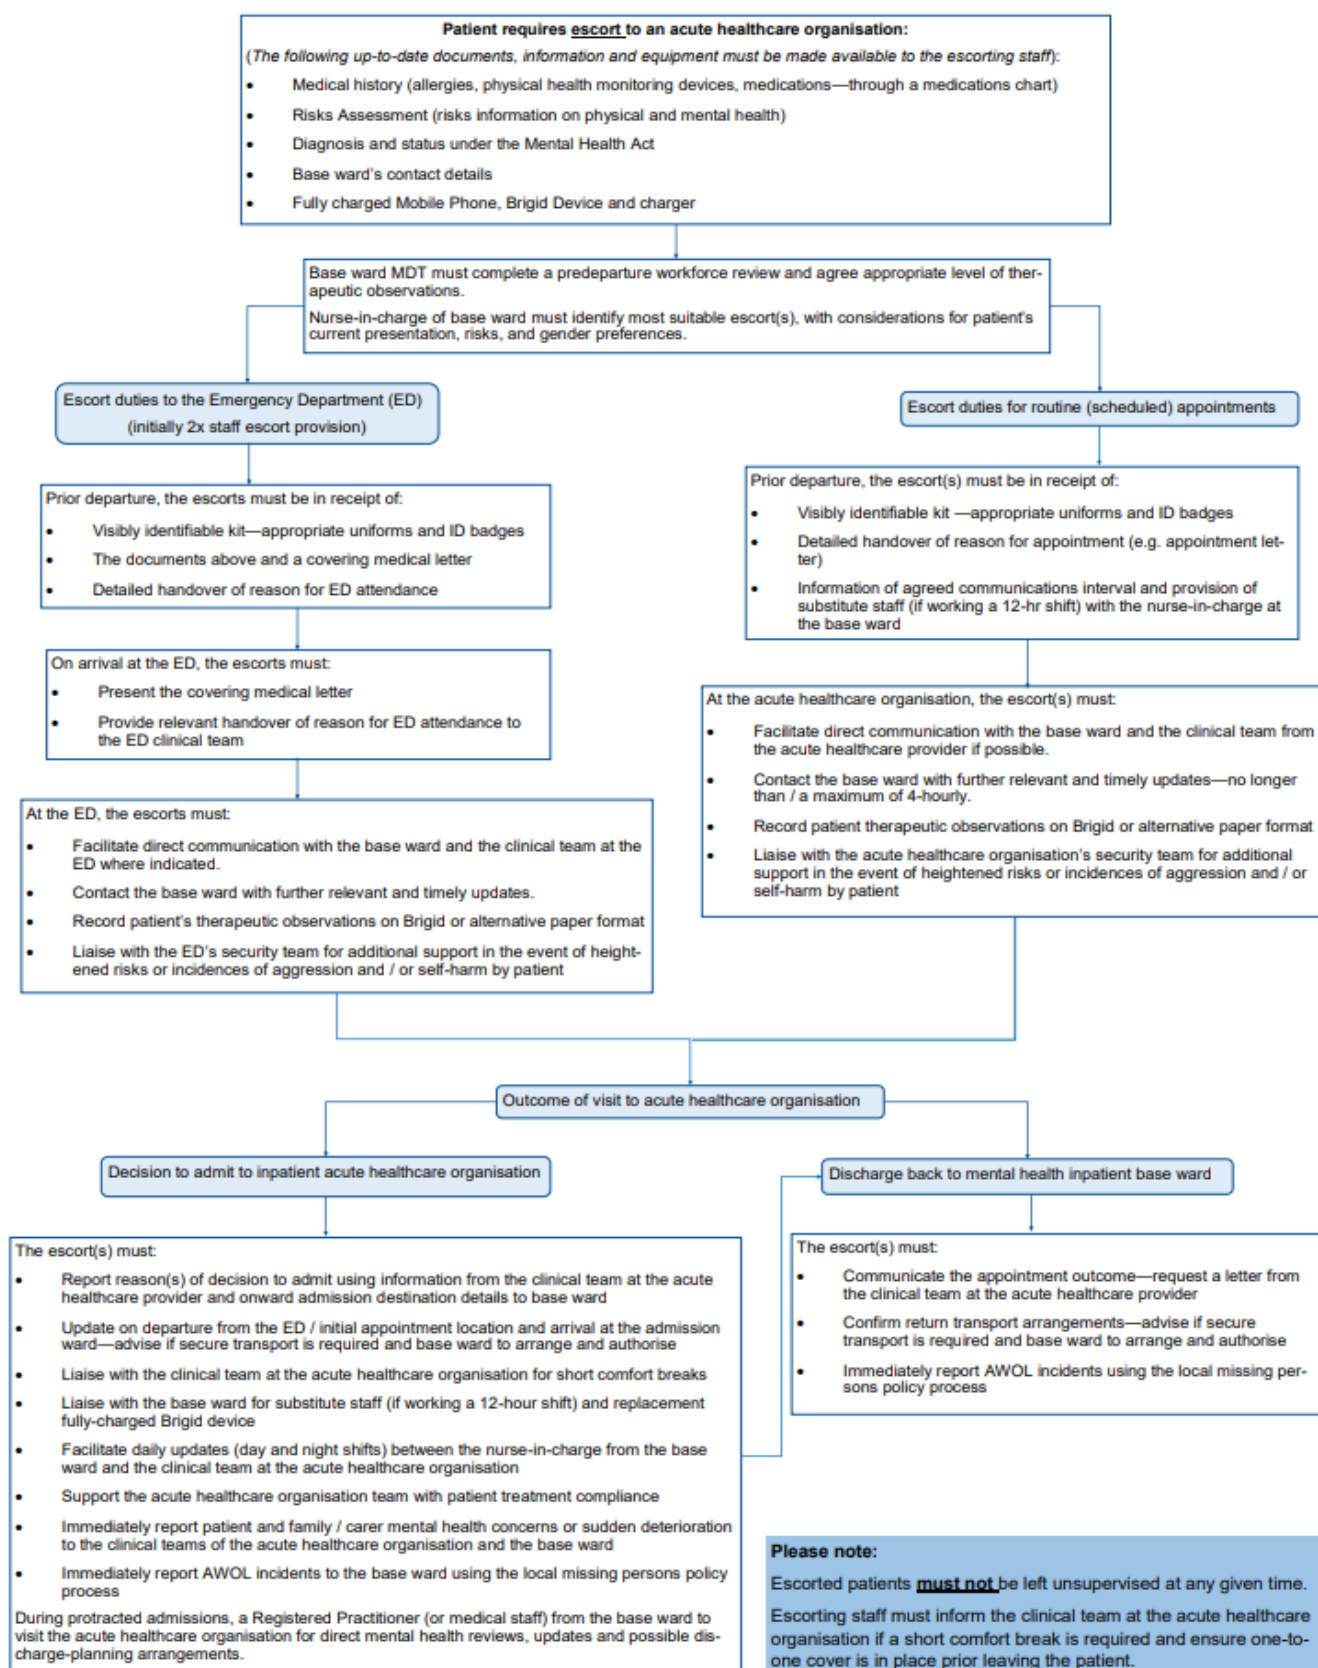 Patient requires escort to an acute healthcare organisation:
(The following up-to-date documents, information and equipment must be made available to the escorting staff):
• Medical history (allergies, physical health monitoring devices, medications—through a medications chart)
• Risks Assessment (risks information on physical and mental health)
• Diagnosis and status under the Mental Health Act
• Base ward's contact details
• Fully charged Mobile Phone, Brigid Device and charger
Base ward MDT must complete a predeparture workforce review and agree appropriate level of ther-
apeutic observations.
Nurse-in-charge of base ward must identify most suitable escort(s), with considerations for patient's
current presentation, risks, and gender preferences.
Escort duties to the Emergency Department (ED)
(initially 2x staff escort provision)
Prior departure, the escorts must be in receipt of:
• Visibly identifiable kit—appropriate uniforms and ID badges
• The documents above and a covering medical letter
• Detailed handover of reason for ED attendance
On arrival at the ED, the escorts must:
• Present the covering medical letter
• Provide relevant handover of reason for ED attendance to
the ED clinical team
At the ED, the escorts must:
• Facilitate direct communication with the base ward and the clinical team at the
ED where indicated.
• Contact the base ward with further relevant and timely updates.
• Record patient's therapeutic observations on Brigid or alternative paper format
• Liaise with the ED's security team for additional support in the event of height-
ened risks or incidences of aggression and / or self-harm by patient
Escort duties for routine (scheduled) appointments
Prior departure, the escort(s) must be in receipt of:
• Visibly identifiable kit —appropriate uniforms and ID badges
• Detailed handover of reason for appointment (e.g. appointment let-
ter)
• Information of agreed communications interval and provision of
substitute staff (if working a 12-hr shift) with the nurse-in-charge at
the base ward
At the acute healthcare organisation, the escort(s) must:
• Facilitate direct communication with the base ward and the clinical team from
the acute healthcare provider if possible.
• Contact the base ward with further relevant and timely updates—no longer
than / a maximum of 4-hourly.
• Record patient therapeutic observations on Brigid or alternative paper format
• Liaise with the acute healthcare organisation's security team for additional
support in the event of heightened risks or incidences of aggression and / or
self-harm by patient
Outcome of visit to acute healthcare organisation
Decision to admit to inpatient acute healthcare organisation
The escort(s) must:
• Report reason(s) of decision to admit using information from the clinical team at the acute
healthcare provider and onward admission destination details to base ward
• Update on departure from the ED / initial appointment location and arrival at the admission
ward—advise if secure transport is required and base ward to arrange and authorise
• Liaise with the clinical team at the acute healthcare organisation for short comfort breaks
• Liaise with the base ward for substitute staff (if working a 12-hour shift) and replacement
fully-charged Brigid device
• Facilitate daily updates (day and night shifts) between the nurse-in-charge from the base
ward and the clinical team at the acute healthcare organisation
• Support the acute healthcare organisation team with patient treatment compliance
• Immediately report patient and family / carer mental health concerns or sudden deterioration
to the clinical teams of the acute healthcare organisation and the base ward
• Immediately report AWOL incidents to the base ward using the local missing persons policy
process
During protracted admissions, a Registered Practitioner (or medical staff) from the base ward to
visit the acute healthcare organisation for direct mental health reviews, updates and possible dis-
charge-planning arrangements.
Discharge back to mental health inpatient base ward
The escort(s) must:
• Communicate the appointment outcome—request a letter from
the clinical team at the acute healthcare provider
• Confirm return transport arrangements—advise if secure
transport is required and base ward to arrange and authorise
• Immediately report AWOL incidents using the local missing per-
sons policy process
Please note:
Escorted patients must not be left unsupervised at any given time.
Escorting staff must inform the clinical team at the acute healthcare
organisation if a short comfort break is required and ensure one-to-
one cover is in place prior leaving the patient.